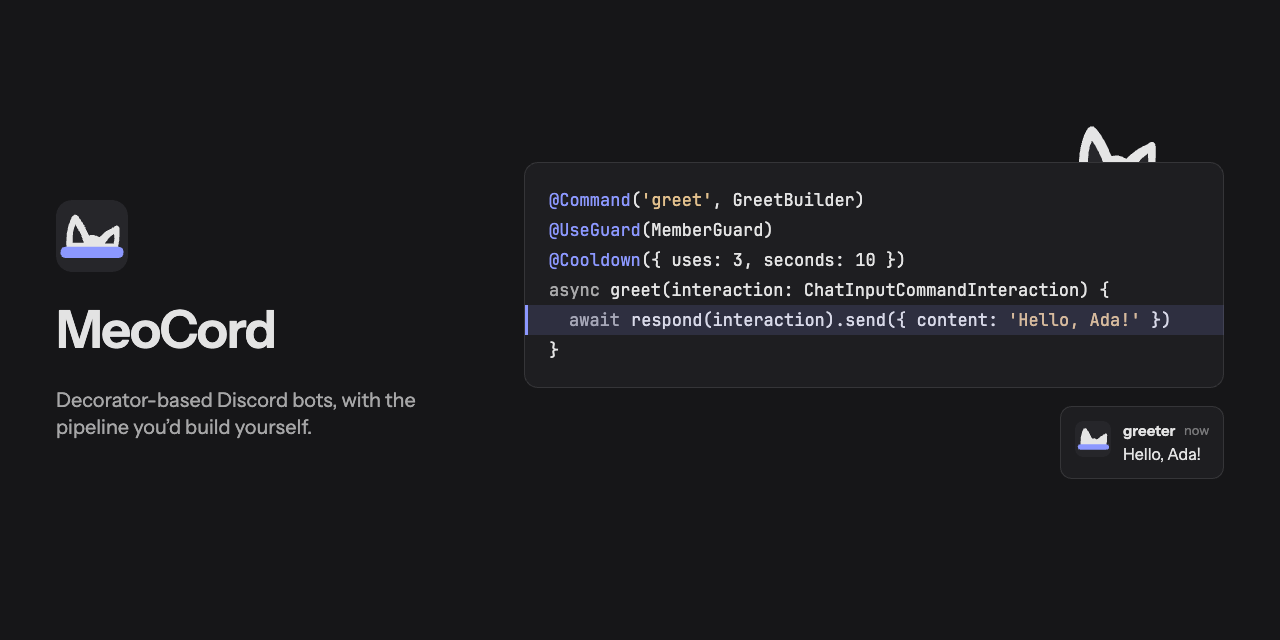 MeoCord
Decorator-based Discord bots, with the
pipeline you’d build yourself.
@Command('greet', GreetBuilder)
@UseGuard(MemberGuard)
@Cooldown({ uses: 3, seconds: 10 })
async greet(interaction: ChatInputCommandInteraction) {
  await respond(interaction).send({ content: 'Hello, Ada!' })
}
greeter now
Hello, Ada!